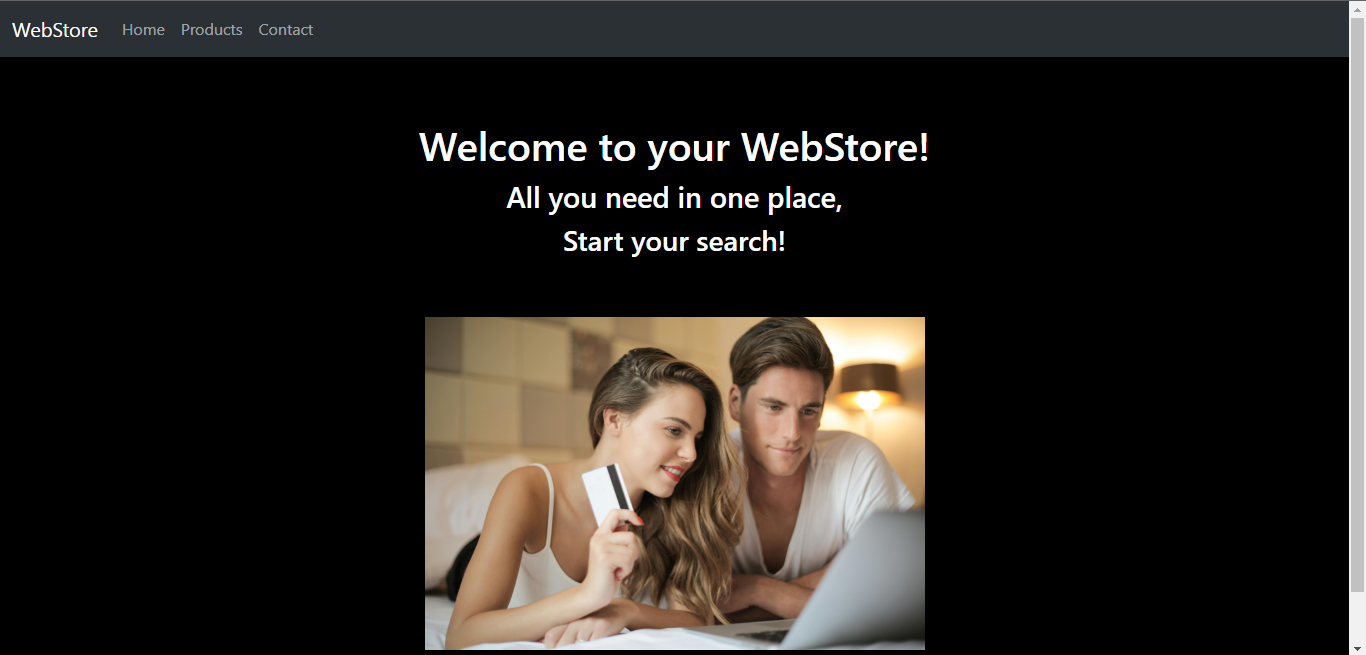 WebStore Home Products Contact
Welcome to your WebStore!
All you need in one place,
Start your search!